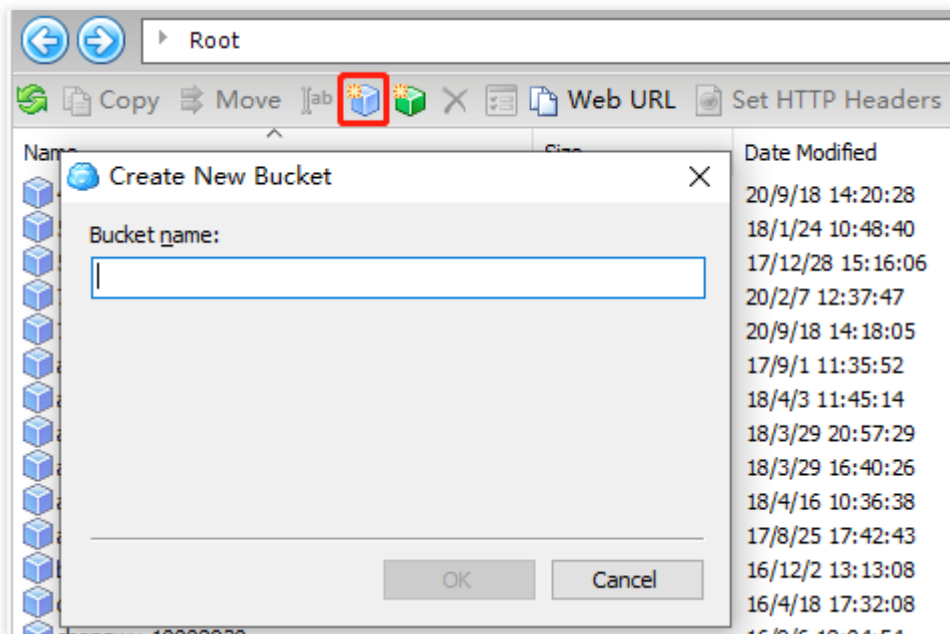 Root
Copy Move ab Web URL Set HTTP Headers
Date Modified
Create New Bucket
20/9/18 14:20:28
18/1/24 10:48:40
Bucket name:
17/12/28 15:16:06
20/2/7 12:37:47
20/9/18 14:18:05
17/9/1 11:35:52
18/4/3 11:45:14
18/3/29 20:57:29
18/3/29 16:40:26
18/4/16 10:36:38
17/8/25 17:42:43
16/12/2 13:13:08
OK Cancel
16/4/18 17:32:08